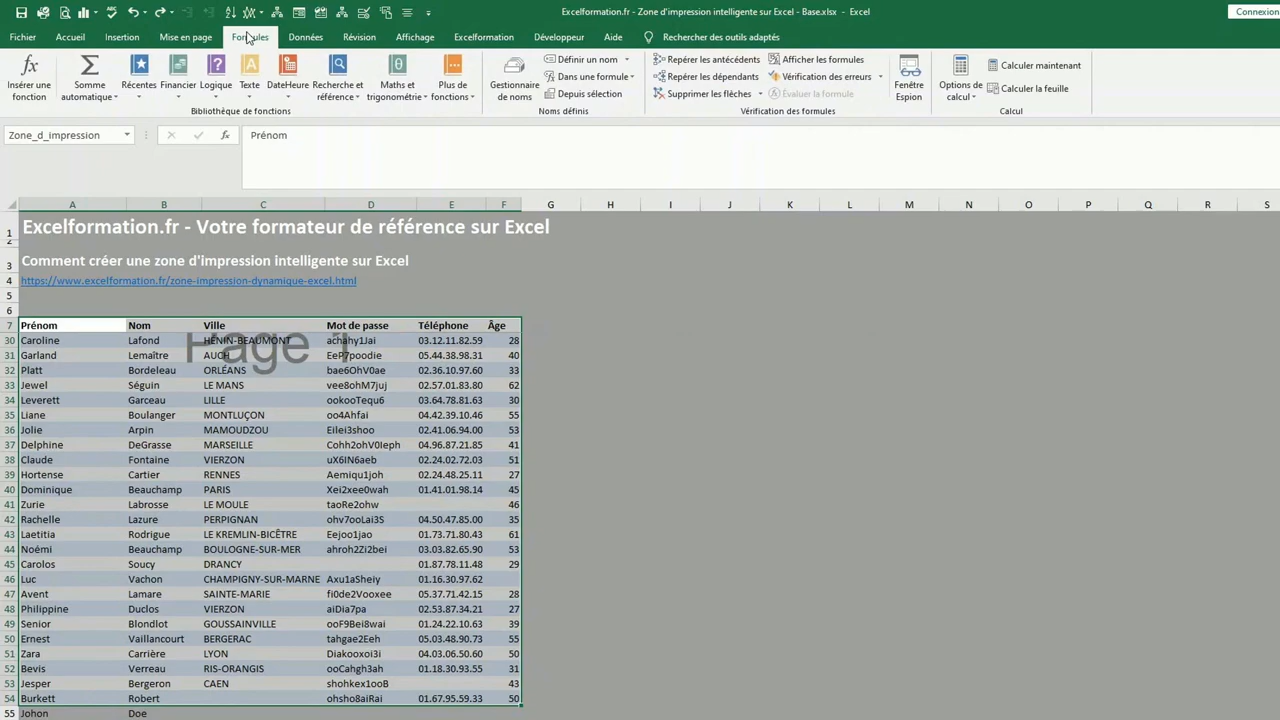 Excelformation.fr - Zone d'impression intelligente sur Excel - Base.xlsx - Excel
Connexion
Fichier Accueil Insertion Mise en page Formules Données Révision Affichage Excelformation Développeur Aide Rechercher des outils adaptés
Insérer une fonction
Somme automatique
Récentes
Financier
Logique
Texte
DateHeure
Recherche et référence
Maths et trigonométrie
Plus de fonctions
Bibliothèque de fonctions
Gestionnaire de noms
Définir un nom
Dans une formule
Depuis sélection
Noms définis
Repérer les antécédents
Repérer les dépendants
Supprimer les flèches
Afficher les formules
Vérification des erreurs
Évaluer la formule
Vérification des formules
Fenêtre Espion
Options de calcul
Calculer maintenant
Calculer la feuille
Calcul
Zone_d_impression fx Prénom
A B C D E F G H I J K L M N O P Q R S
1 Excelformation.fr - Votre formateur de référence sur Excel
2
3 Comment créer une zone d'impression intelligente sur Excel
4 https://www.excelformation.fr/zone-impression-dynamique-excel.html
5
6
7 Prénom Nom Ville Mot de passe Téléphone Âge
Page 1
30 Caroline Lafond HÉNIN-BEAUMONT achahy1Jai 03.12.11.82.59 28
31 Garland Lemaître AUCH EeP7poodie 05.44.38.98.31 40
32 Platt Bordeleau ORLÉANS bae6OhV0ae 02.36.10.97.60 33
33 Jewel Séguin LE MANS vee8ohM7juj 02.57.01.83.80 62
34 Leverett Garceau LILLE ookooTequ6 03.64.78.81.63 30
35 Liane Boulanger MONTLUÇON oo4Ahfai 04.42.39.10.46 55
36 Jolie Arpin MAMOUDZOU Eilei3shoo 02.41.06.94.00 53
37 Delphine DeGrasse MARSEILLE Cohh2ohV0Ieph 04.96.87.21.85 41
38 Claude Fontaine VIERZON uX6IN6aeb 02.24.02.72.03 51
39 Hortense Cartier RENNES Aemiqu1joh 02.24.48.25.11 27
40 Dominique Beauchamp PARIS Xei2xee0wah 01.41.01.98.14 45
41 Zurie Labrosse LE MOULE taoRe2ohw 46
42 Rachelle Lazure PERPIGNAN ohv7ooLai3S 04.50.47.85.00 35
43 Laetitia Rodrigue LE KREMLIN-BICÊTRE Eejoo1jao 01.73.71.80.43 61
44 Noémi Beauchamp BOULOGNE-SUR-MER ahroh2Zi2bei 03.03.82.65.90 53
45 Carolos Soucy DRANCY 01.87.78.11.48 29
46 Luc Vachon CHAMPIGNY-SUR-MARNE Axu1aSheiy 01.16.30.97.62
47 Avent Lamare SAINTE-MARIE fi0de2Vooxee 05.37.71.42.15 28
48 Philippine Duclos VIERZON aiDia7pa 02.53.87.34.21 27
49 Senior Blondlot GOUSSAINVILLE ooF9Bei8wai 01.24.22.10.63 39
50 Ernest Vaillancourt BERGERAC tahgae2Eeh 05.03.48.90.73 55
51 Zara Carrière LYON Diakooxoi3i 04.03.06.50.60 50
52 Bevis Verreau RIS-ORANGIS ooCahgh3ah 01.18.30.93.55 31
53 Jesper Bergeron CAEN shohkex1ooB 43
54 Burkett Robert ohsho8aiRai 01.67.95.59.33 50
55 Johon Doe